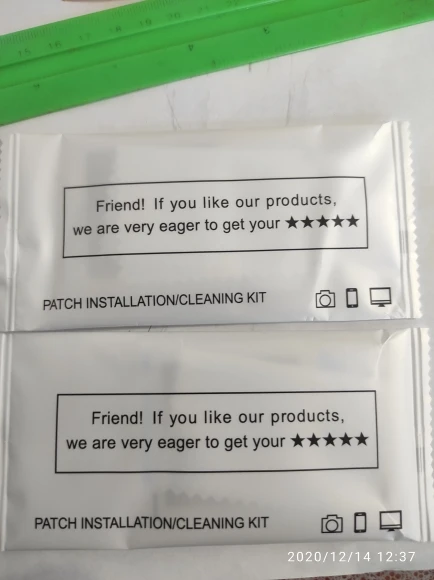 Friend! If you like our products,
we are very eager to get your ★★★★★
PATCH INSTALLATION/CLEANING KIT
Friend! If you like our products,
we are very eager to get your ★★★★★
PATCH INSTALLATION/CLEANING KIT
2020/12/14 12:37